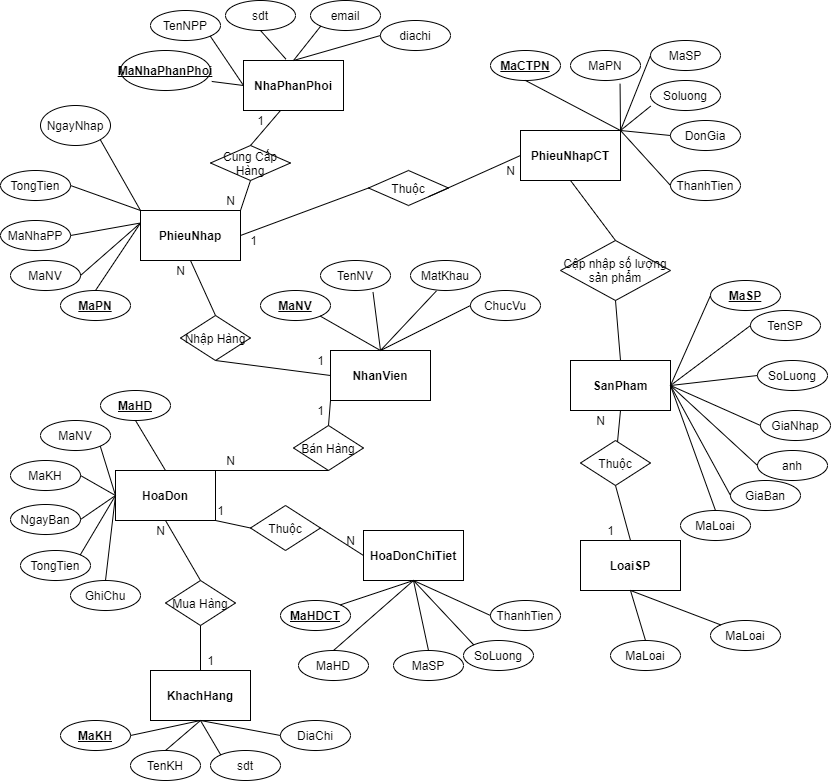 sdt
email
TenNPP
diachi
MaNhaPhanPhoi
NhaPhanPhoi
1
NgayNhap
Cung Cấp
Hàng
TongTien
N
MaNhaPP
PhieuNhap
1
MaNV
N
MaPN
Thuộc
N
MaCTPN
MaPN
MaSP
Soluong
DonGia
ThanhTien
PhieuNhapCT
Cập nhập số lượng
sản phẩm
Nhập Hàng
1
MaNV
TenNV
MatKhau
ChucVu
NhanVien
1
Bán Hàng
N
MaSP
TenSP
SoLuong
GiaNhap
anh
GiaBan
MaLoai
SanPham
N
Thuộc
1
LoaiSP
MaLoai
MaLoai
MaHD
MaNV
MaKH
NgayBan
TongTien
GhiChu
HoaDon
1
Thuộc
N
HoaDonChiTiet
MaHDCT
MaHD
MaSP
SoLuong
ThanhTien
N
Mua Hàng
1
KhachHang
MaKH
TenKH
sdt
DiaChi